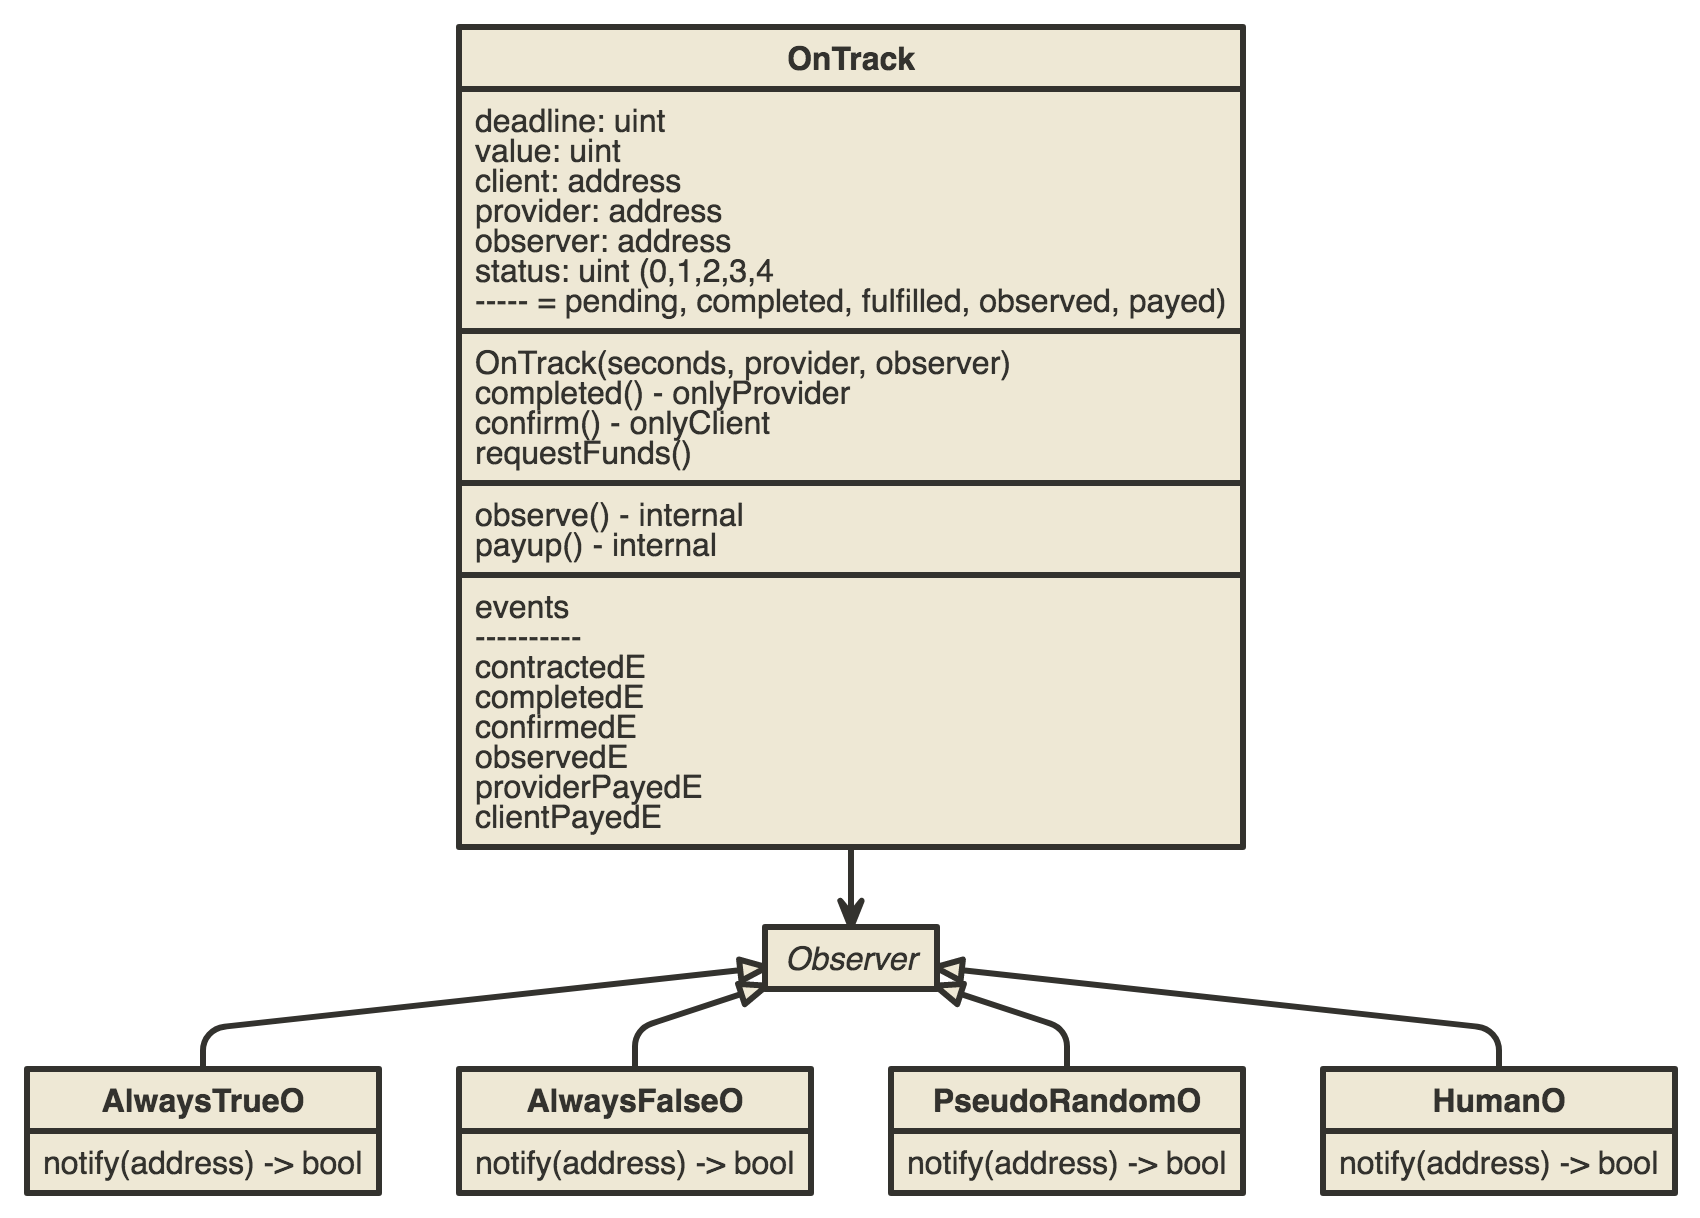 OnTrack
deadline: uint
value: uint
client: address
provider: address
observer: address
status: uint (0,1,2,3,4
----- = pending, completed, fulfilled, observed, payed)
OnTrack(seconds, provider, observer)
completed() - onlyProvider
confirm() - onlyClient
requestFunds()
observe() - internal
payup() - internal
events
----------
contractedE
completedE
confirmedE
observedE
providerPayedE
clientPayedE
Observer
AlwaysTrueO
notify(address) -> bool
AlwaysFalseO
notify(address) -> bool
PseudoRandomO
notify(address) -> bool
HumanO
notify(address) -> bool